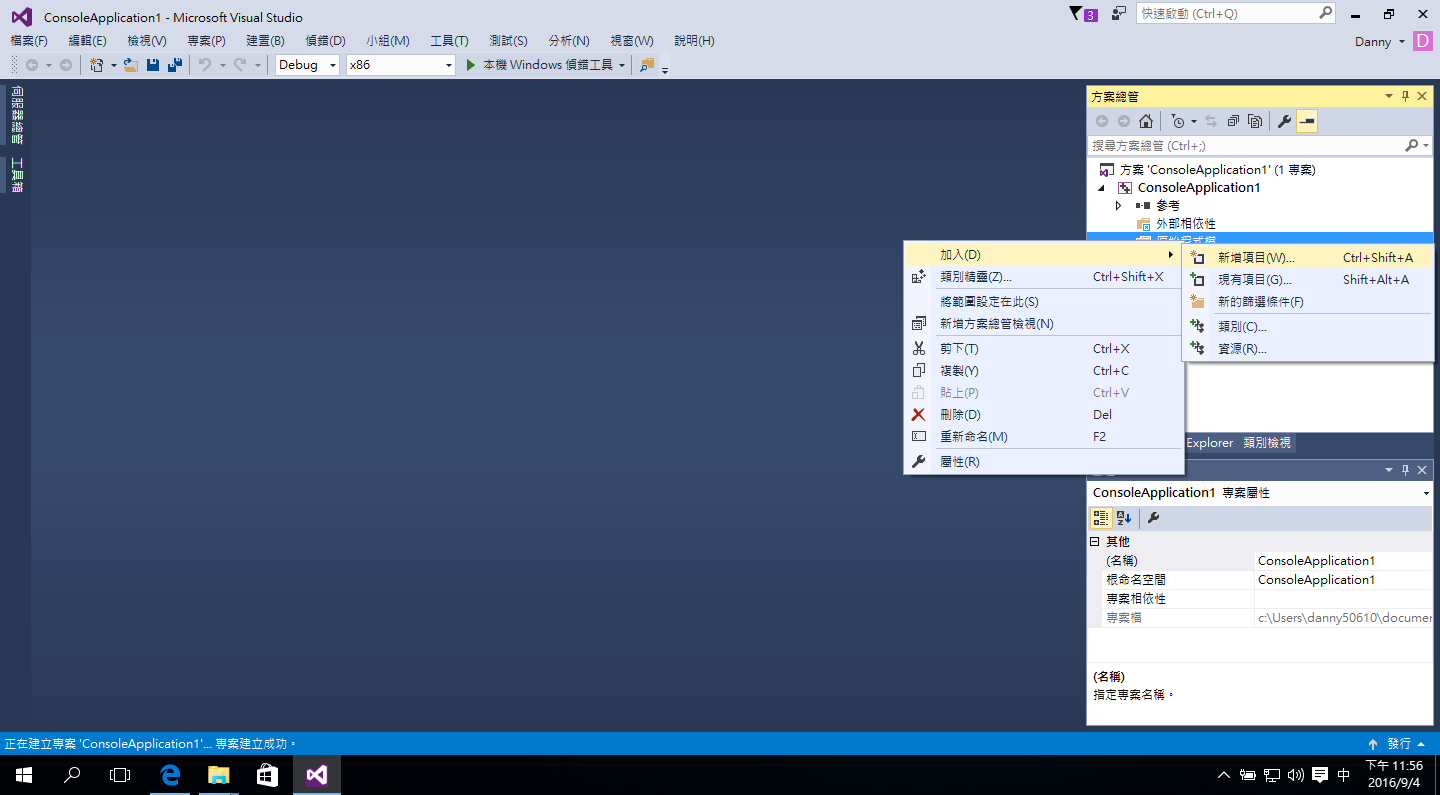 ConsoleApplication1 - Microsoft Visual Studio
3
快速啟動 (Ctrl+Q)
檔案(F) 編輯(E) 檢視(V) 專案(P) 建置(B) 偵錯(D) 小組(M) 工具(T) 測試(S) 分析(N) 視窗(W) 說明(H)
Danny D
Debug x86 本機 Windows 偵錯工具
伺服器總管
工具箱
方案總管
搜尋方案總管 (Ctrl+;)
方案 'ConsoleApplication1' (1 專案)
ConsoleApplication1
參考
外部相依性
原始程式檔
加入(D)
類別精靈(Z)... Ctrl+Shift+X
將範圍設定在此(S)
新增方案總管檢視(N)
剪下(T) Ctrl+X
複製(Y) Ctrl+C
貼上(P) Ctrl+V
刪除(D) Del
重新命名(M) F2
屬性(R)
新增項目(W)... Ctrl+Shift+A
現有項目(G)... Shift+Alt+A
新的篩選條件(F)
類別(C)...
資源(R)...
Explorer 類別檢視
ConsoleApplication1 專案屬性
其他
(名稱) ConsoleApplication1
根命名空間 ConsoleApplication1
專案相依性
專案檔 c:\Users\danny50610\documen
(名稱)
指定專案名稱。
正在建立專案 'ConsoleApplication1'... 專案建立成功。
發行
中
下午 11:56
2016/9/4